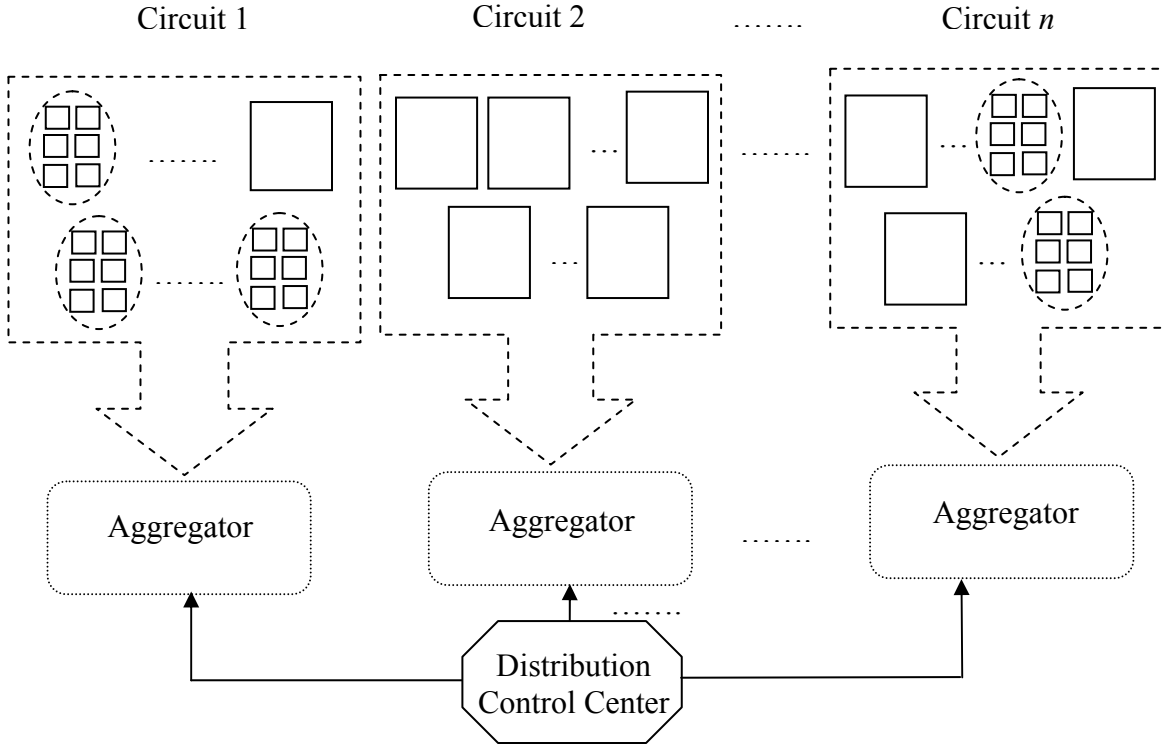 Circuit 1
Circuit 2
.......
Circuit n
.......
...
.......
...
.......
...
...
Aggregator
Aggregator
.......
Aggregator
.......
Distribution
Control Center